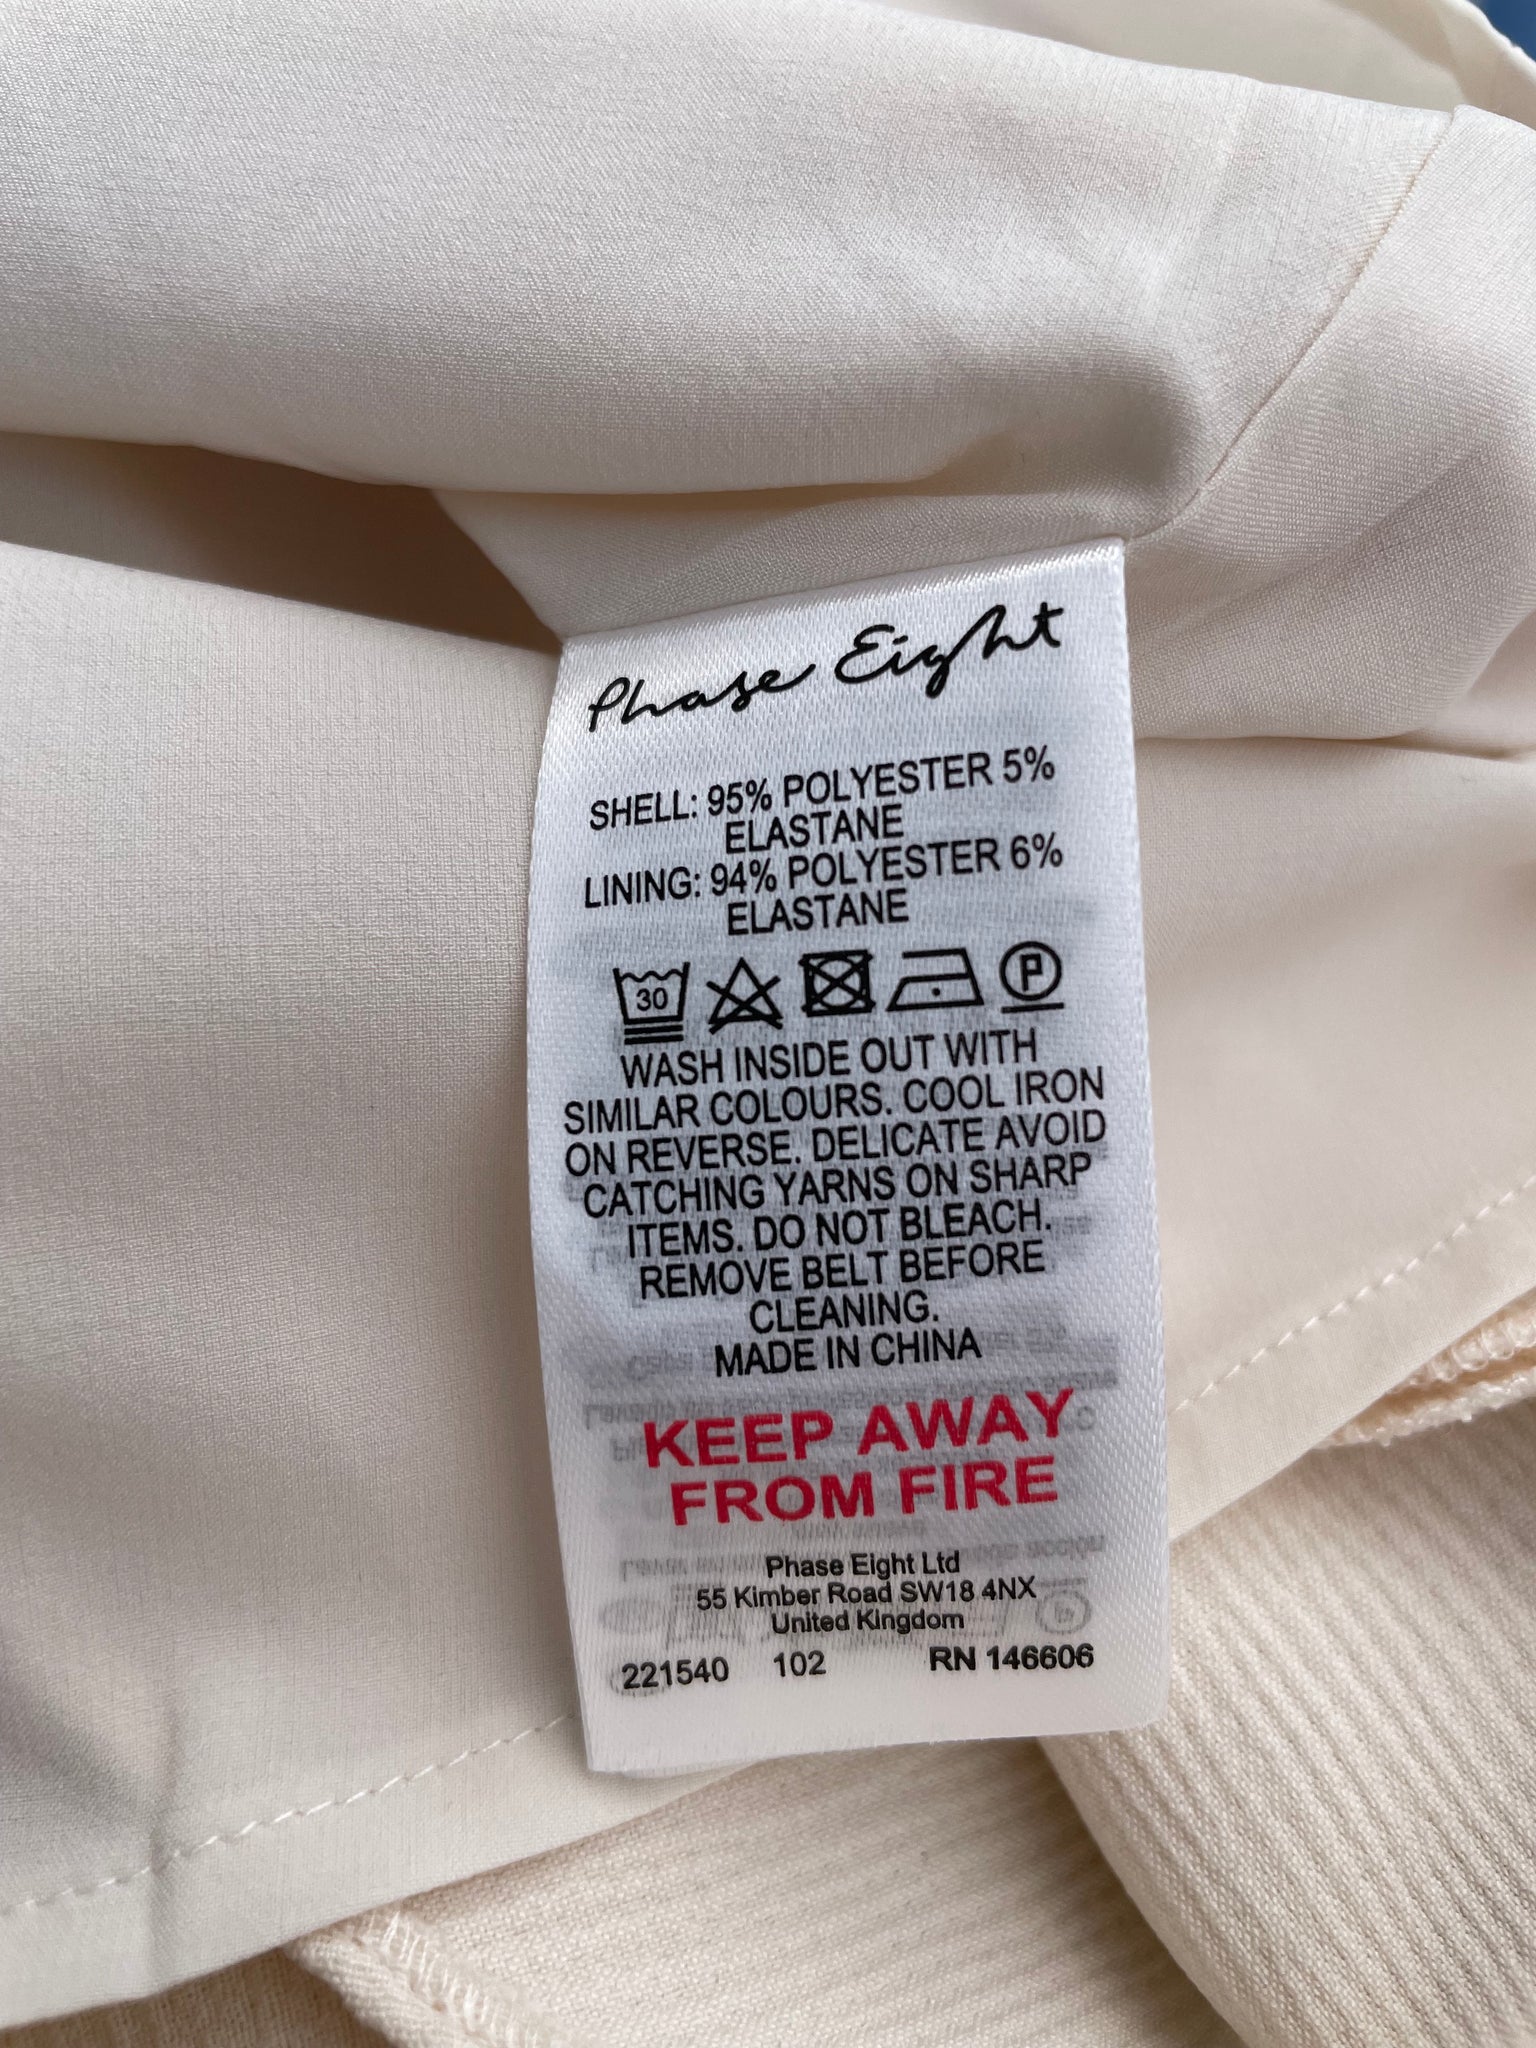 Phase Eight
SHELL: 95% POLYESTER 5%
ELASTANE
LINING: 94% POLYESTER 6%
ELASTANE
30
P
WASH INSIDE OUT WITH
SIMILAR COLOURS. COOL IRON
ON REVERSE. DELICATE AVOID
CATCHING YARNS ON SHARP
ITEMS. DO NOT BLEACH.
REMOVE BELT BEFORE
CLEANING.
MADE IN CHINA
KEEP AWAY
FROM FIRE
Phase Eight Ltd
55 Kimber Road SW18 4NX
United Kingdom
221540 102 RN 146606